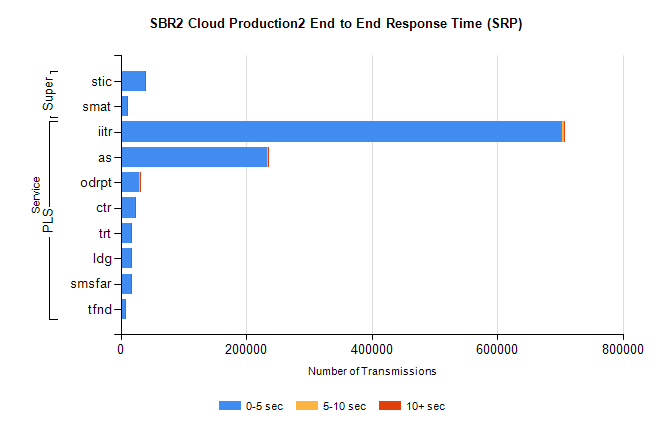 SBR2 Cloud Production2 End to End Response Time (SRP)
Super
stic
smat
Service
PLS
iitr
as
odrpt
ctr
trt
ldg
smsfar
tfnd
0 200000 400000 600000 800000
Number of Transmissions
0-5 sec 5-10 sec 10+ sec